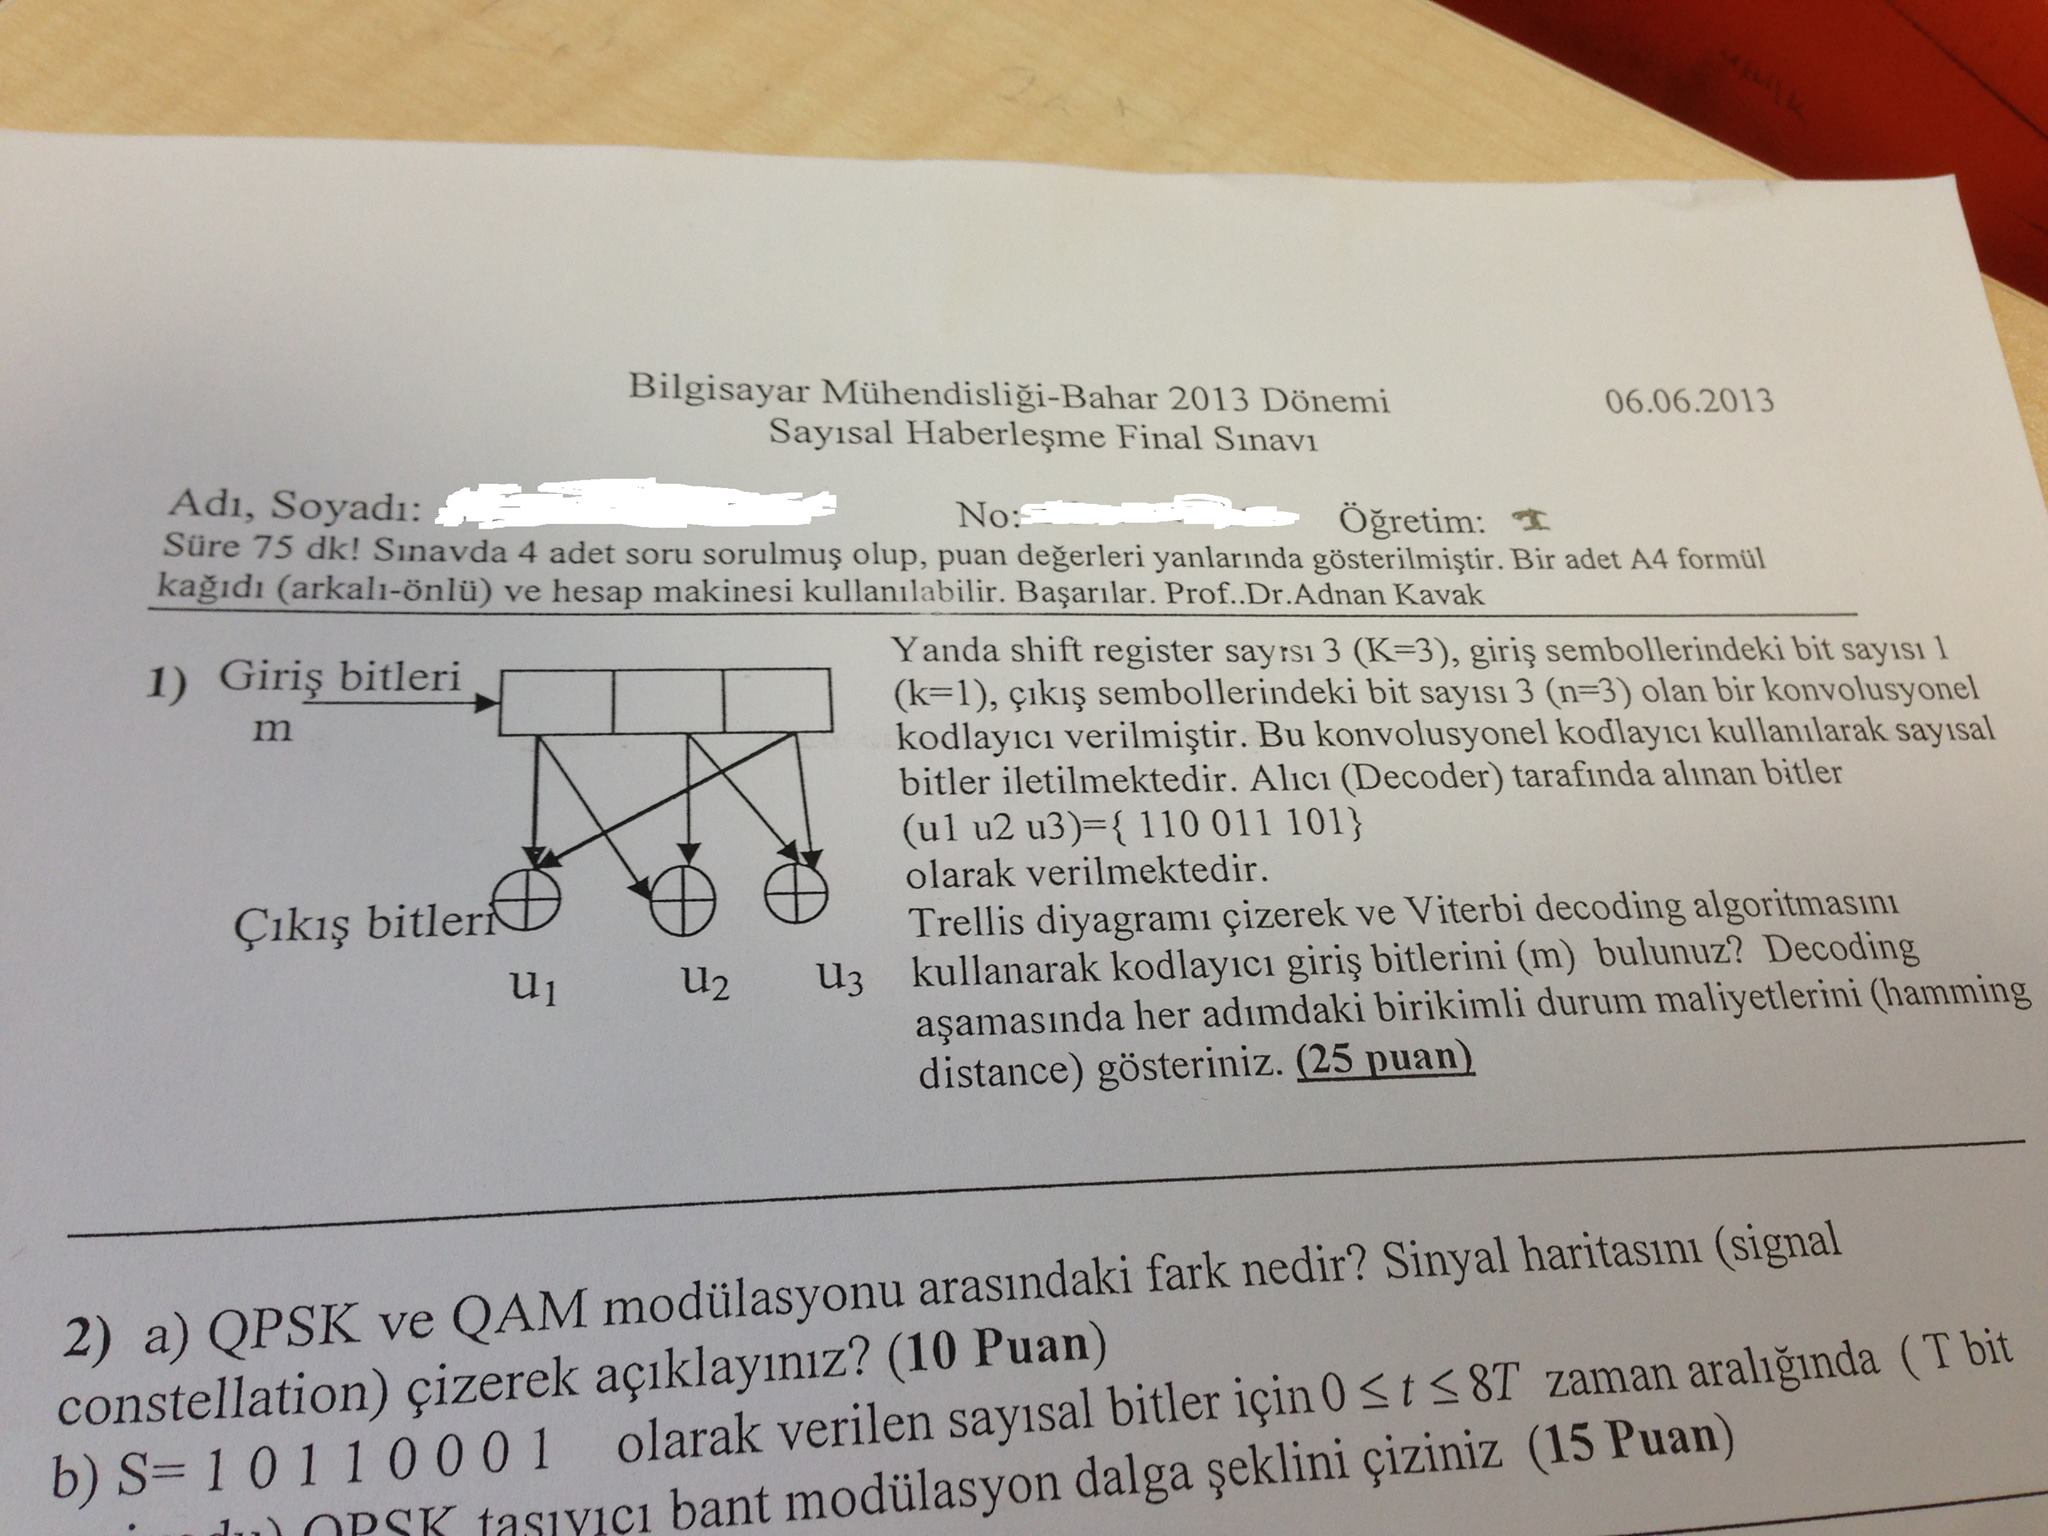 Bilgisayar Mühendisliği-Bahar 2013 Dönemi 06.06.2013
Sayısal Haberleşme Final Sınavı
Adı, Soyadı: No: Öğretim: I
Süre 75 dk! Sınavda 4 adet soru sorulmuş olup, puan değerleri yanlarında gösterilmiştir. Bir adet A4 formül
kağıdı (arkalı-önlü) ve hesap makinesi kullanılabilir. Başarılar. Prof..Dr.Adnan Kavak
1) Giriş bitleri
m
Çıkış bitleri
u1 u2 u3
Yanda shift register sayısı 3 (K=3), giriş sembollerindeki bit sayısı 1
(k=1), çıkış sembollerindeki bit sayısı 3 (n=3) olan bir konvolusyonel
kodlayıcı verilmiştir. Bu konvolusyonel kodlayıcı kullanılarak sayısal
bitler iletilmektedir. Alıcı (Decoder) tarafında alınan bitler
(u1 u2 u3)={ 110 011 101}
olarak verilmektedir.
Trellis diyagramı çizerek ve Viterbi decoding algoritmasını
kullanarak kodlayıcı giriş bitlerini (m) bulunuz? Decoding
aşamasında her adımdaki birikimli durum maliyetlerini (hamming
distance) gösteriniz. (25 puan)
2) a) QPSK ve QAM modülasyonu arasındaki fark nedir? Sinyal haritasını (signal
constellation) çizerek açıklayınız? (10 Puan)
b) S= 1 0 1 1 0 0 0 1 olarak verilen sayısal bitler için 0 ≤ t ≤ 8T zaman aralığında ( T bit
QPSK taşıyıcı bant modülasyon dalga şeklini çiziniz (15 Puan)